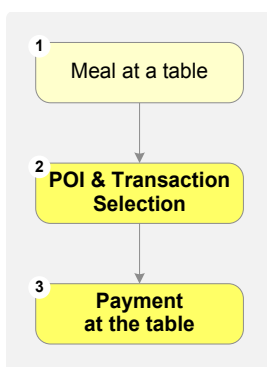 1
Meal at a table
2
POI & Transaction
Selection
3
Payment
at the table